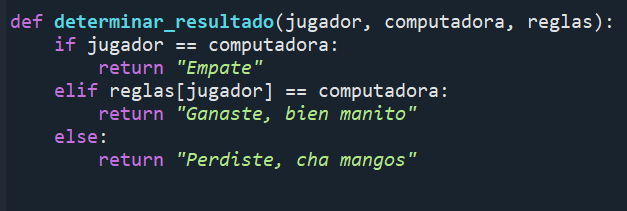 def determinar_resultado(jugador, computadora, reglas):
    if jugador == computadora:
        return "Empate"
    elif reglas[jugador] == computadora:
        return "Ganaste, bien manito"
    else:
        return "Perdiste, cha mangos"